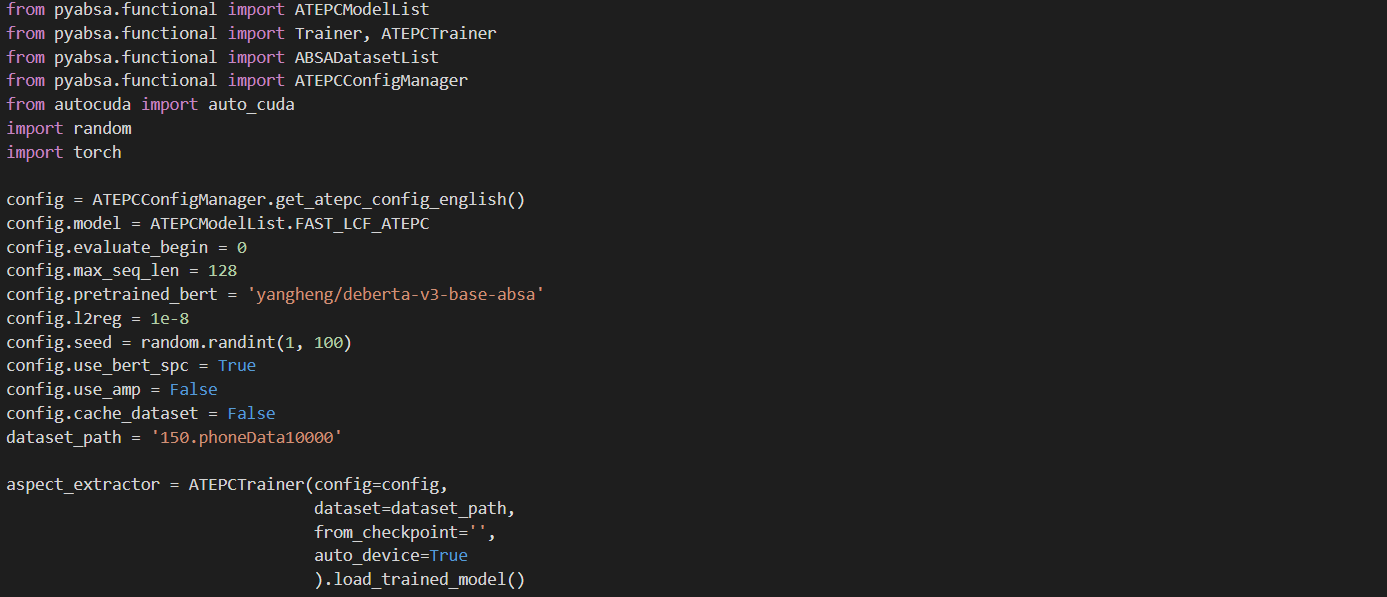 from pyabsa.functional import ATEPCModelList
from pyabsa.functional import Trainer, ATEPCTrainer
from pyabsa.functional import ABSADatasetList
from pyabsa.functional import ATEPCConfigManager
from autocuda import auto_cuda
import random
import torch

config = ATEPCConfigManager.get_atepc_config_english()
config.model = ATEPCModelList.FAST_LCF_ATEPC
config.evaluate_begin = 0
config.max_seq_len = 128
config.pretrained_bert = 'yangheng/deberta-v3-base-absa'
config.l2reg = 1e-8
config.seed = random.randint(1, 100)
config.use_bert_spc = True
config.use_amp = False
config.cache_dataset = False
dataset_path = '150.phoneData10000'

aspect_extractor = ATEPCTrainer(config=config,
                                dataset=dataset_path,
                                from_checkpoint='',
                                auto_device=True
                                ).load_trained_model()